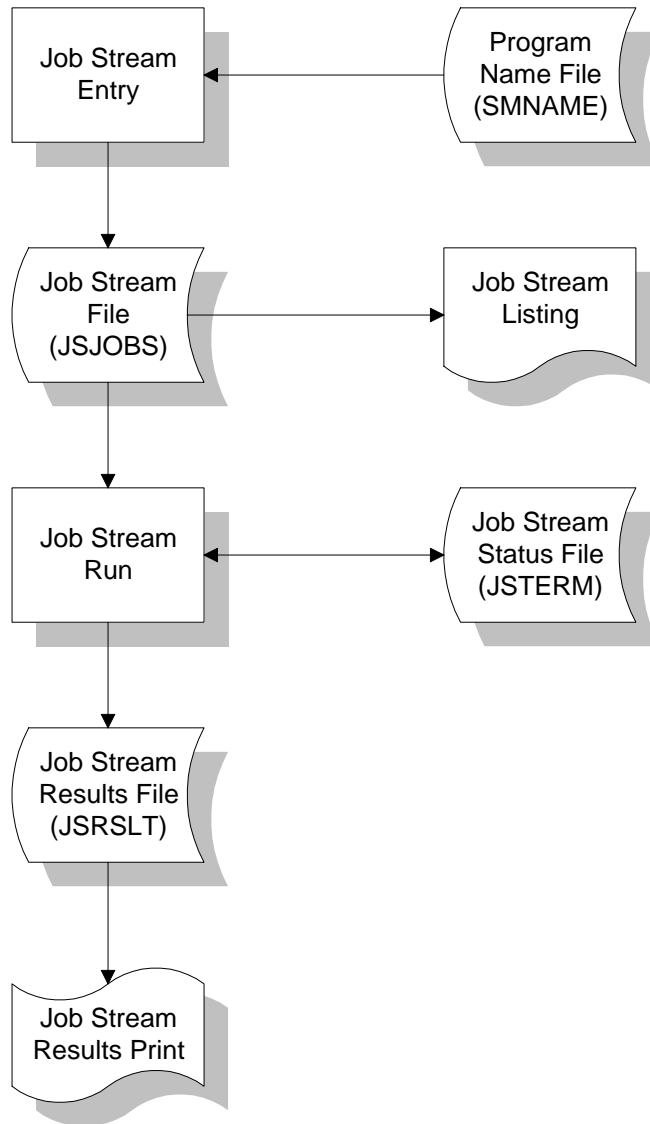 Job Stream
Entry
Program
Name File
(SMNAME)
Job Stream
File
(JSJOBS)
Job Stream
Listing
Job Stream
Run
Job Stream
Status File
(JSTERM)
Job Stream
Results File
(JSRSLT)
Job Stream
Results Print